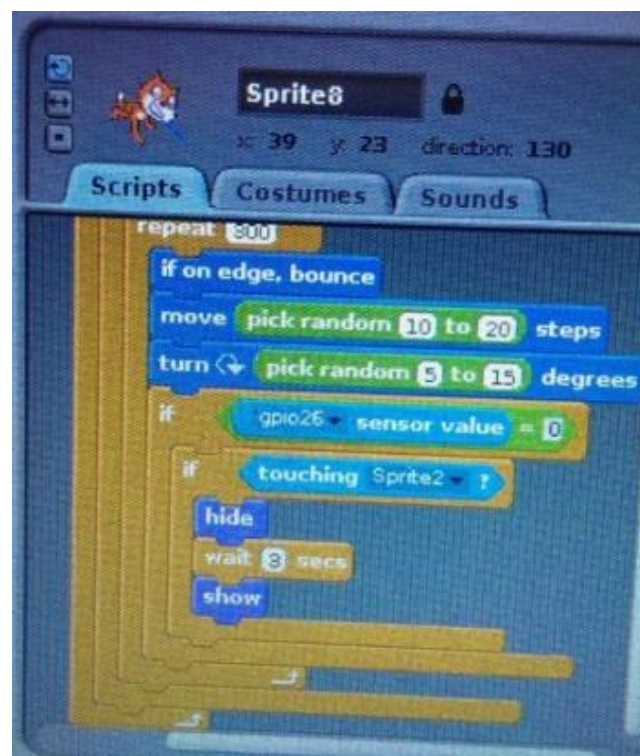 Sprite8
x: 39 y: 23 direction: 130
Scripts Costumes Sounds
repeat 300
if on edge, bounce
move pick random 10 to 20 steps
turn pick random 5 to 15 degrees
if gpio26 sensor value = 0
if touching Sprite2 ?
hide
wait 3 secs
show